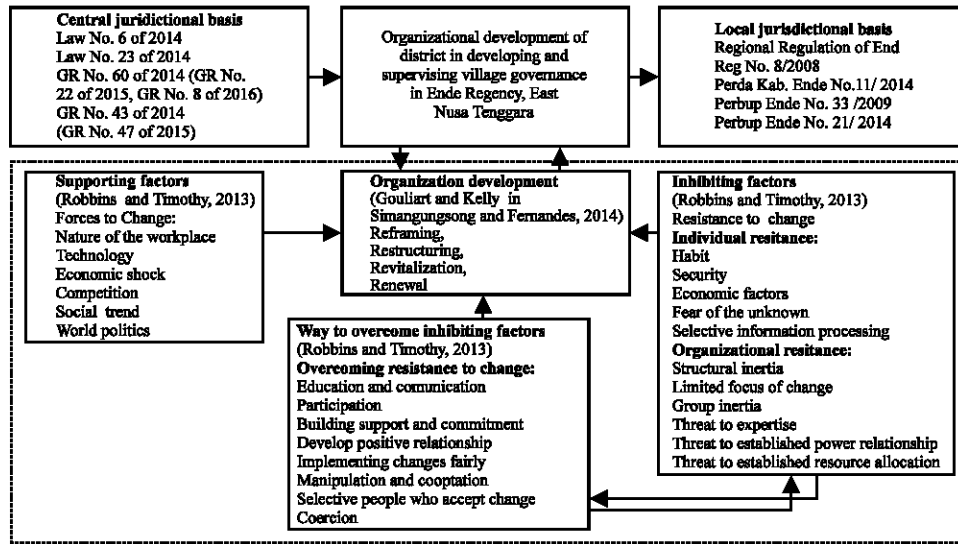 Central juridictional basis
Law No. 6 of 2014
Law No. 23 of 2014
GR No. 60 of 2014 (GR No.
22 of 2015, GR No. 8 of 2016)
GR No. 43 of 2014
(GR No. 47 of 2015)
Organizational development of
district in developing and
supervising village governance
in Ende Regency, East
Nusa Tenggara
Local jurisdictional basis
Regional Regulation of End
Reg No. 8/2008
Perda Kab. Ende No.11/ 2014
Perbup Ende No. 33 /2009
Perbup Ende No. 21/ 2014
Supporting factors
(Robbins and Timothy, 2013)
Forces to Change:
Nature of the workplace
Technology
Economic shock
Competition
Social trend
World politics
Organization development
(Gouliart and Kelly in
Simangungsong and Fernandes, 2014)
Reframing,
Restructuring,
Revitalization,
Renewal
Inhibiting factors
(Robbins and Timothy, 2013)
Resistance to change
Individual resitance:
Habit
Security
Economic factors
Fear of the unknown
Selective information processing
Organizational resitance:
Structural inertia
Limited focus of change
Group inertia
Threat to expertise
Threat to established power relationship
Threat to established resource allocation
Way to overcome inhibiting factors
(Robbins and Timothy, 2013)
Overcoming resistance to change:
Education and comunication
Participation
Building support and commitment
Develop positive relationship
Implementing changes fairly
Manipulation and cooptation
Selective people who accept change
Coercion